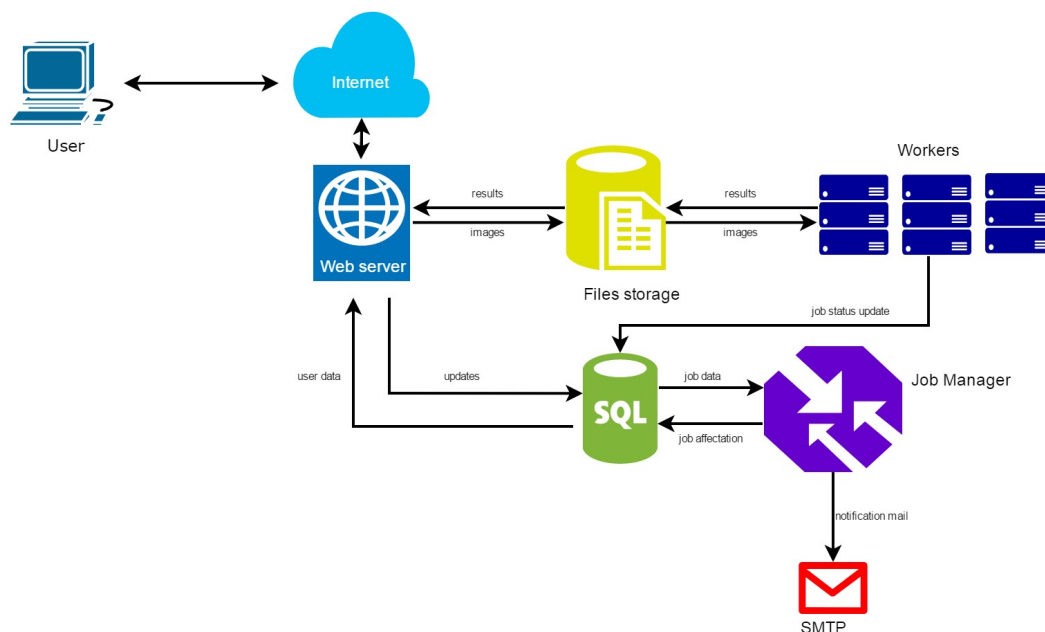 Internet
User
Workers
results
results
images
images
Web server
Files storage
job status update
user data
updates
job data
Job Manager
SQL
job affectation
notification mail
SMTP